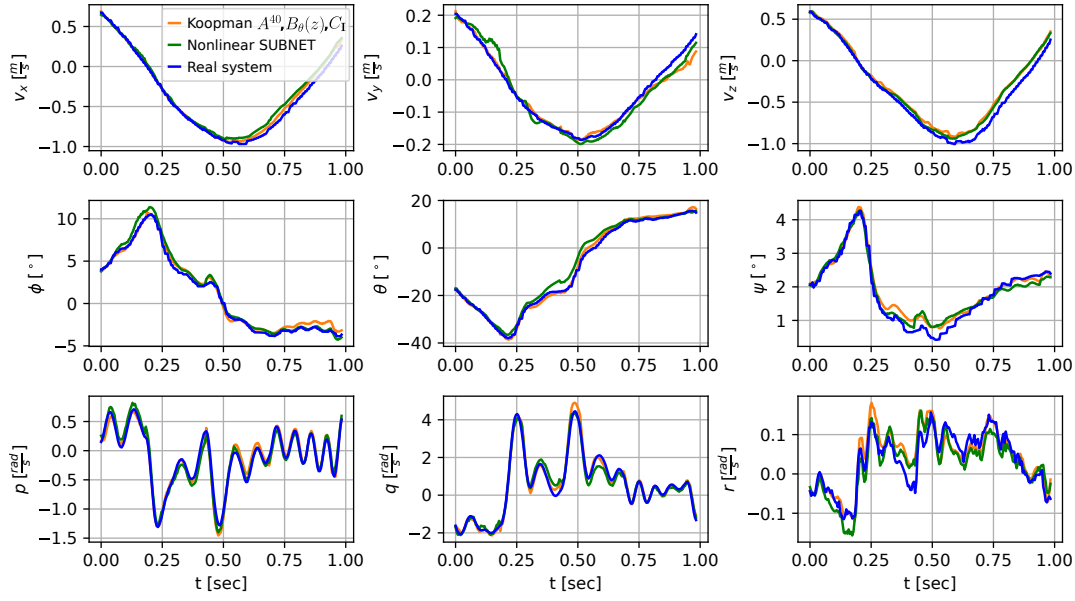 Koopman A⁴⁰,B_θ(z),C_I
Nonlinear SUBNET
Real system
v_x [m/s]
0.5
0.0
−0.5
−1.0
0.00 0.25 0.50 0.75 1.00
v_y [m/s]
0.2
0.1
0.0
−0.1
−0.2
0.00 0.25 0.50 0.75 1.00
v_z [m/s]
0.5
0.0
−0.5
−1.0
0.00 0.25 0.50 0.75 1.00
ϕ [°]
10
5
0
−5
0.00 0.25 0.50 0.75 1.00
θ [°]
20
0
−20
−40
0.00 0.25 0.50 0.75 1.00
ψ [°]
4
3
2
1
0.00 0.25 0.50 0.75 1.00
p [rad/s]
0.5
0.0
−0.5
−1.0
−1.5
0.00 0.25 0.50 0.75 1.00
t [sec]
q [rad/s]
4
2
0
−2
0.00 0.25 0.50 0.75 1.00
t [sec]
r [rad/s]
0.1
0.0
−0.1
0.00 0.25 0.50 0.75 1.00
t [sec]